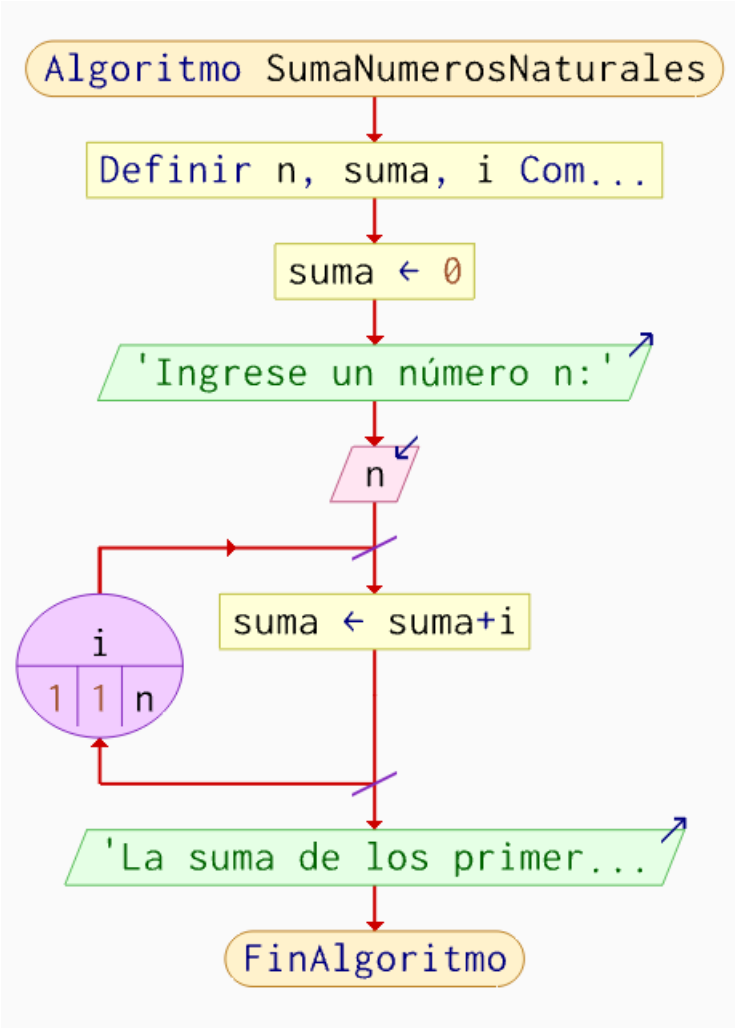 Algoritmo SumaNumerosNaturales
Definir n, suma, i Com...
suma ← 0
'Ingrese un número n:'
n
suma ← suma+i
i
1 1 n
'La suma de los primer...
FinAlgoritmo